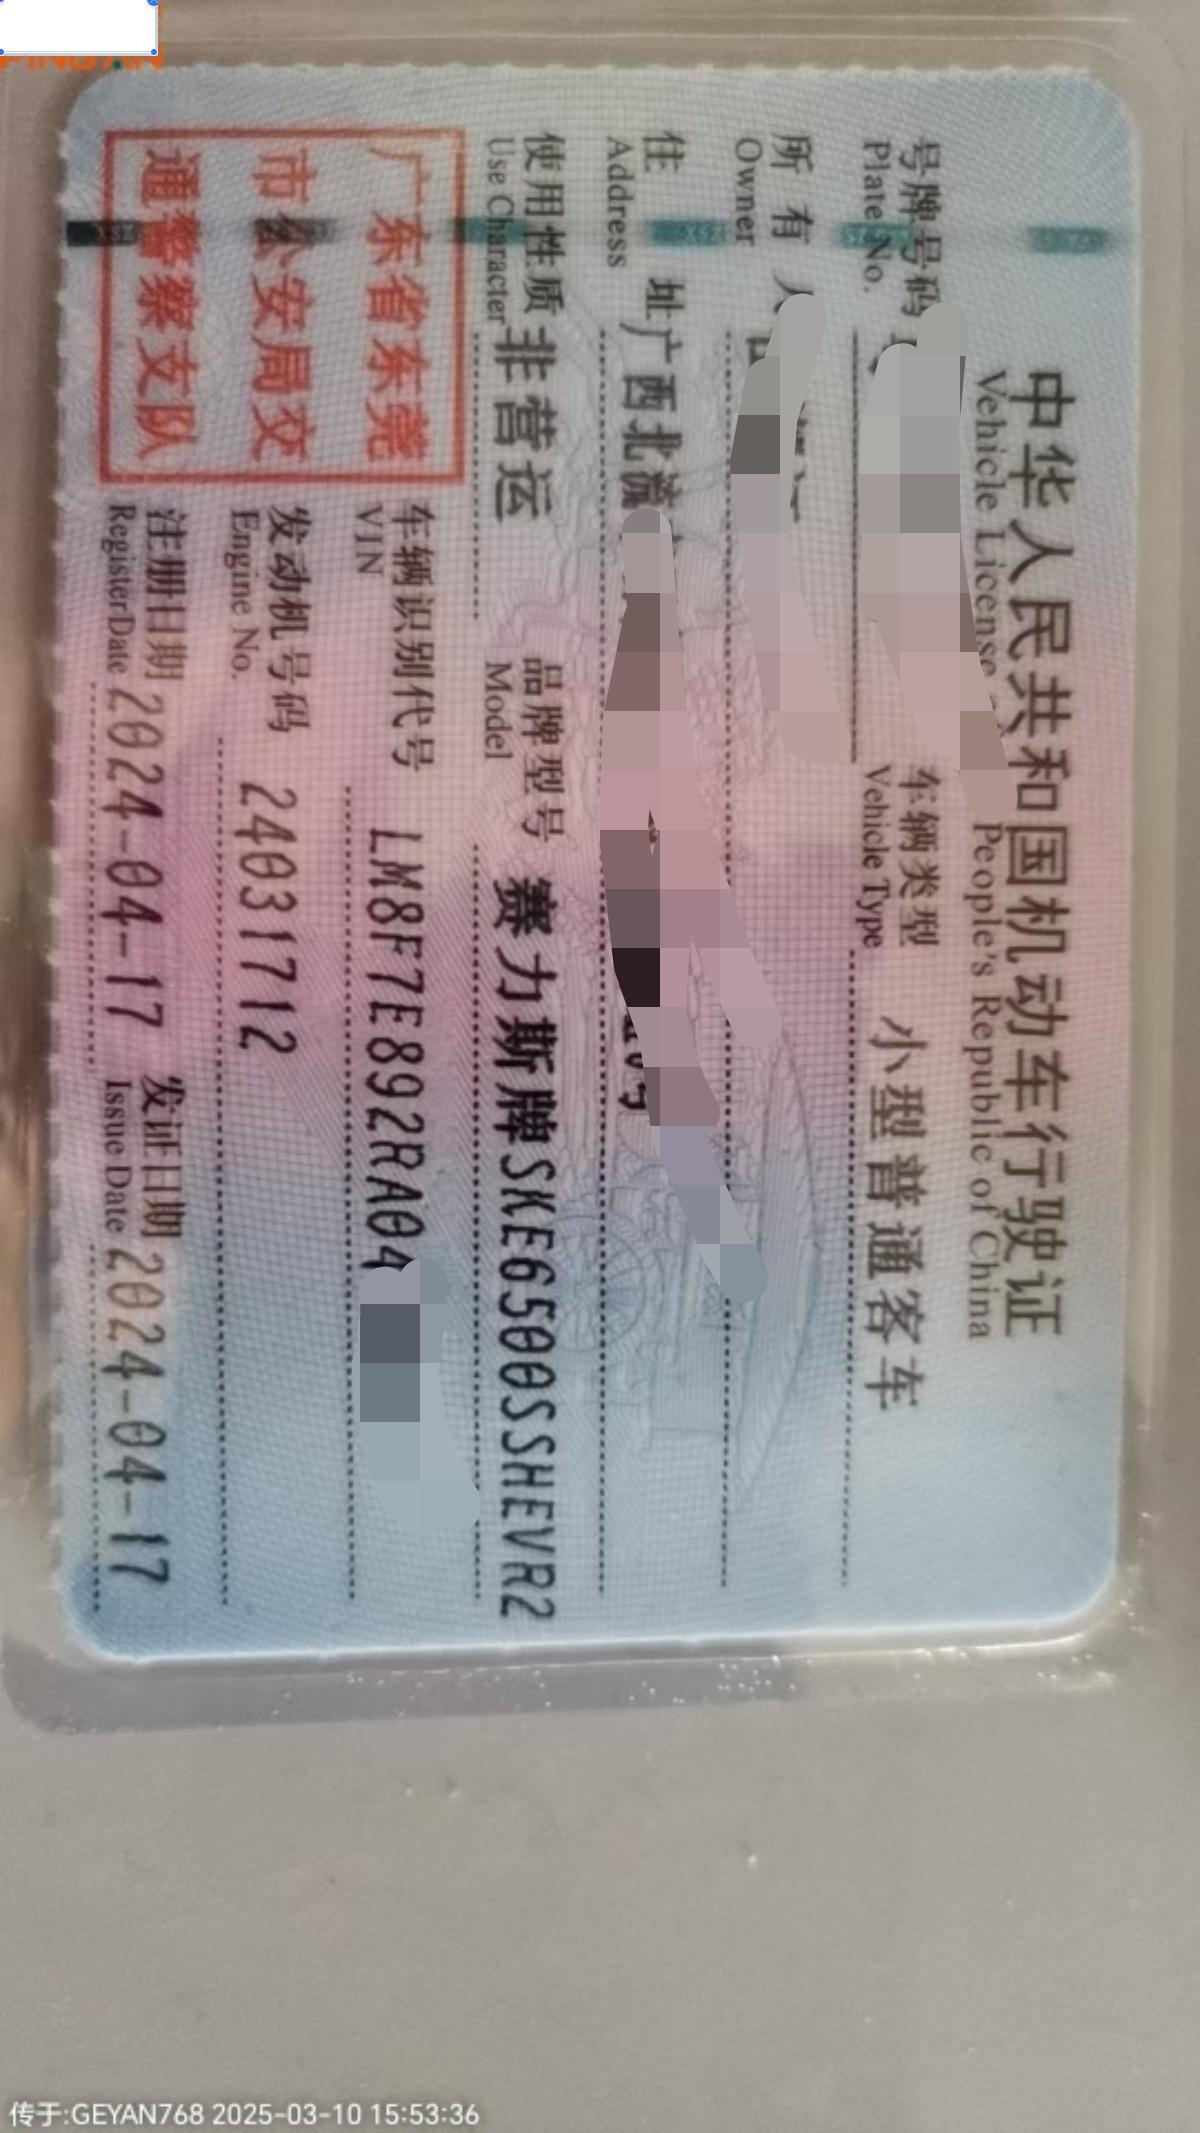 中华人民共和国机动车行驶证
Vehicle License
People's Republic of China
号牌号码
Plate No.
车辆类型
Vehicle Type
小型普通客车
所有人
Owner
住址
Address
广西北流
号
使用性质
Use Character
非营运
品牌型号
Model
赛力斯牌SKE6500SSHEVR2
广东省东莞
市公安局交
通警察支队
车辆识别代号
VIN
LM8F7E892RA04
发动机号码
Engine No.
24031712
注册日期
RegisterDate
2024-04-17
发证日期
Issue Date
2024-04-17
传于:GEYAN768 2025-03-10 15:53:36